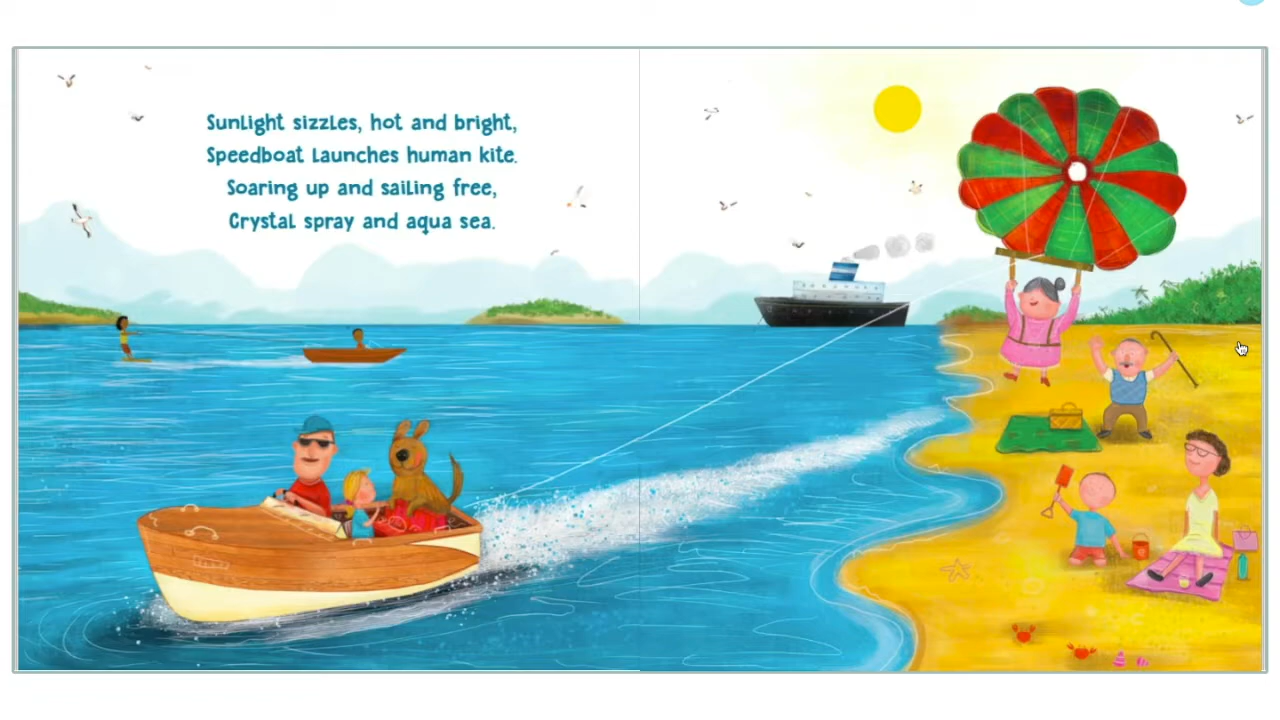 Sunlight sizzles, hot and bright,
Speedboat launches human kite.
Soaring up and sailing free,
Crystal spray and aqua sea.